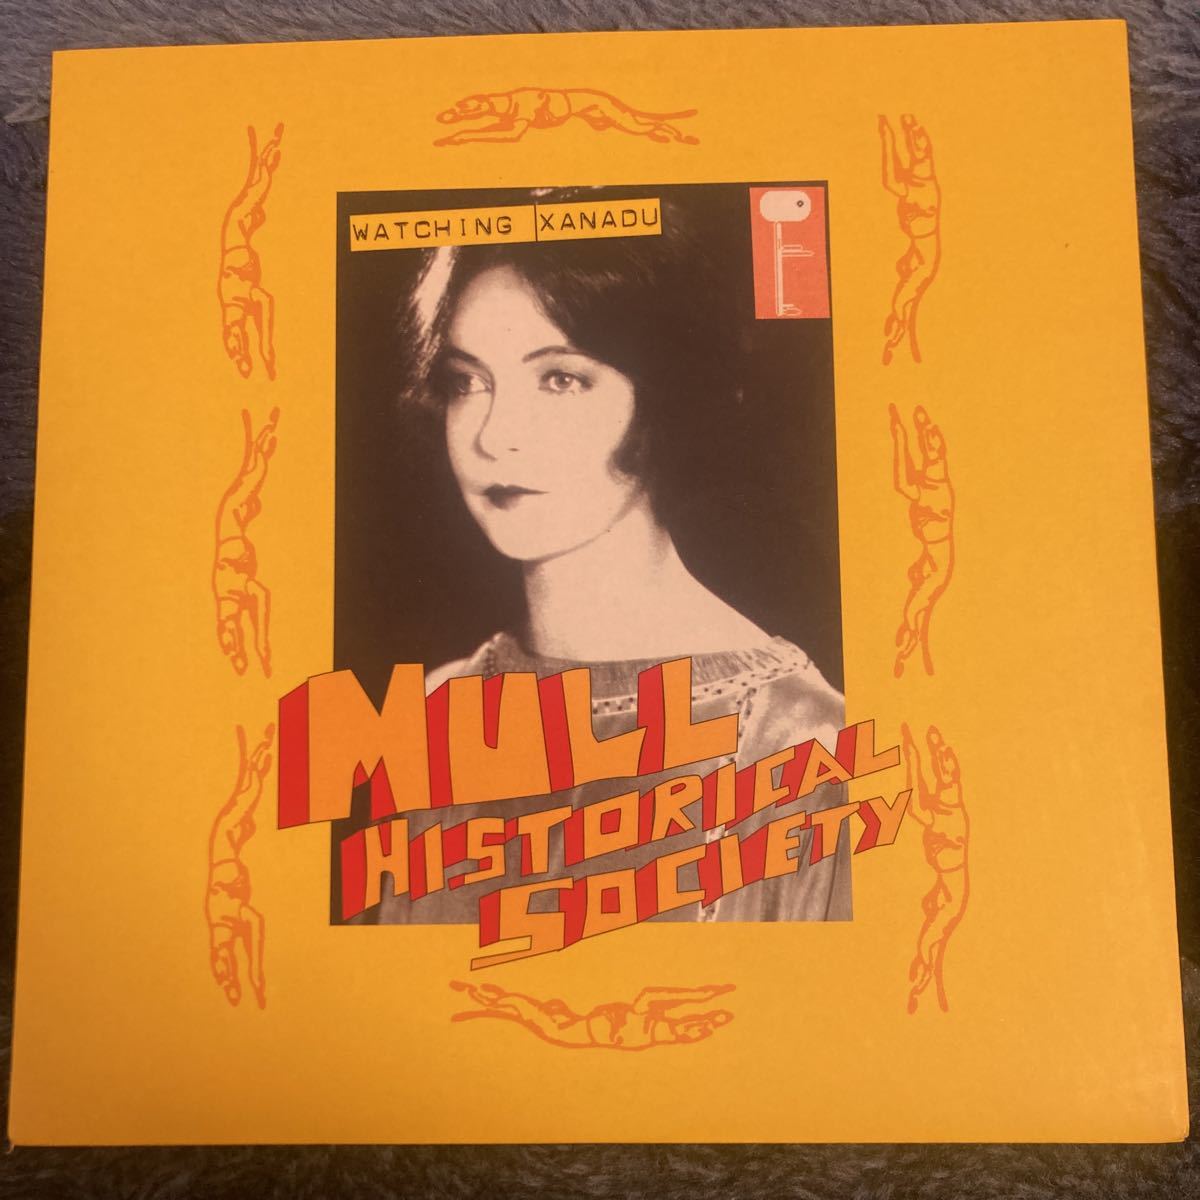 WATCHING XANADU
MULL
HISTORICAL
SOCIETY